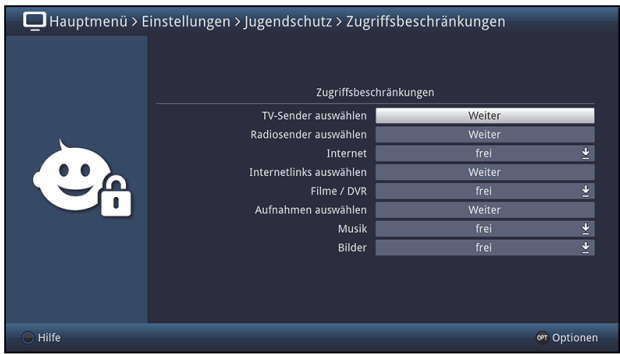 Hauptmenü > Einstellungen > Jugendschutz > Zugriffsbeschränkungen
Zugriffsbeschränkungen
TV-Sender auswählen Weiter
Radiosender auswählen Weiter
Internet frei
Internetlinks auswählen Weiter
Filme / DVR frei
Aufnahmen auswählen Weiter
Musik frei
Bilder frei
Hilfe OPT Optionen